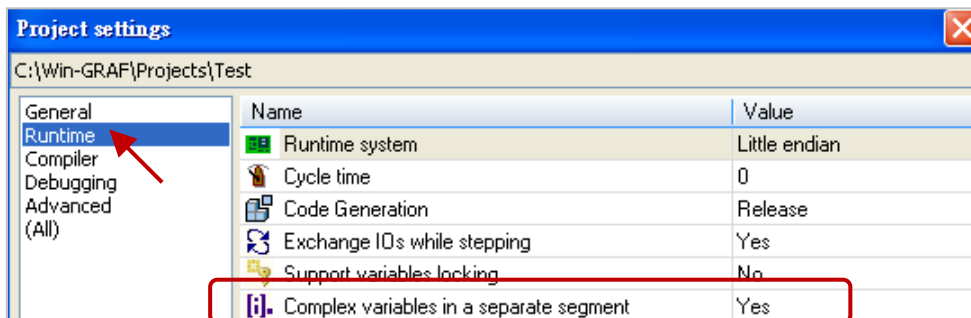 Project settings
C:\Win-GRAF\Projects\Test
General
Runtime
Compiler
Debugging
Advanced
(All)
Name Value
Runtime system Little endian
Cycle time 0
Code Generation Release
Exchange IOs while stepping Yes
Support variables locking No
Complex variables in a separate segment Yes